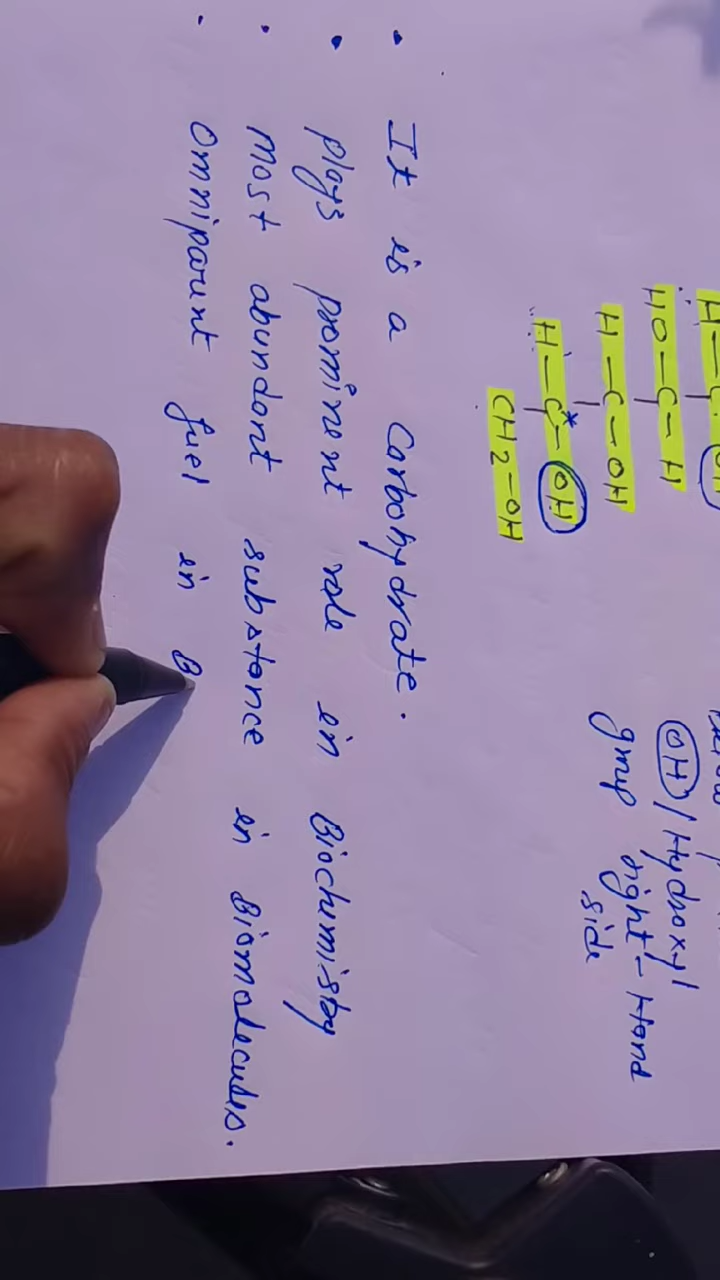 HO-C-H
H-C-OH
H-C*-OH
CH2-OH
OH / Hydroxyl
group right-Hand
side
• It is a Carbohydrate.
• plays prominent role in Biochemistry
• most abundant substance in Biomolecules.
• omniparunt fuel in B